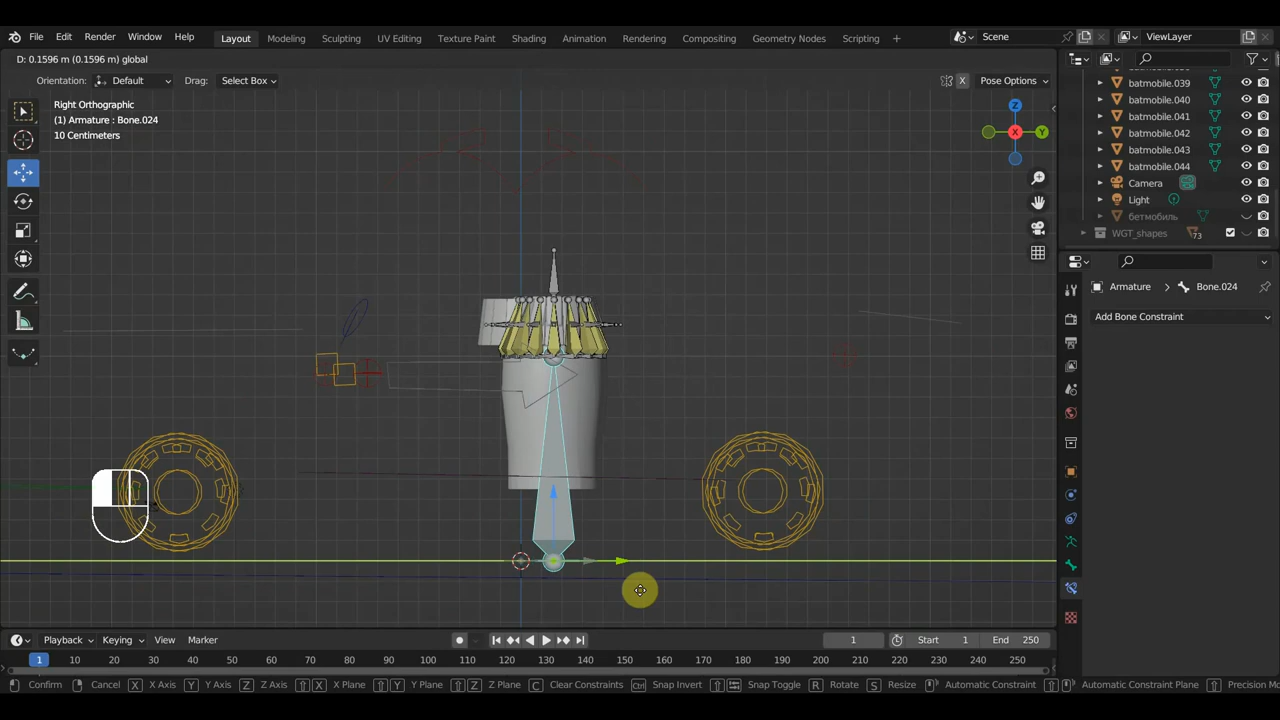 File Edit Render Window Help Layout Modeling Sculpting UV Editing Texture Paint Shading Animation Rendering Compositing Geometry Nodes Scripting + Scene ViewLayer
D: 0.1596 m (0.1596 m) global
Orientation: Default Drag: Select Box X Pose Options
Right Orthographic
(1) Armature : Bone.024
10 Centimeters
Z
Y
X
batmobile.039
batmobile.040
batmobile.041
batmobile.042
batmobile.043
batmobile.044
Camera
Light
бетмобиль
WGT_shapes 73
Armature > Bone.024
Add Bone Constraint
Playback Keying View Marker 1 Start 1 End 250
1 10 20 30 40 50 60 70 80 90 100 110 120 130 140 150 160 170 180 190 200 210 220 230 240 250
Confirm Cancel X X Axis Y Y Axis Z Z Axis X X Plane Y Y Plane Z Z Plane C Clear Constraints Ctrl Snap Invert Snap Toggle R Rotate S Resize Automatic Constraint Automatic Constraint Plane Precision Mo